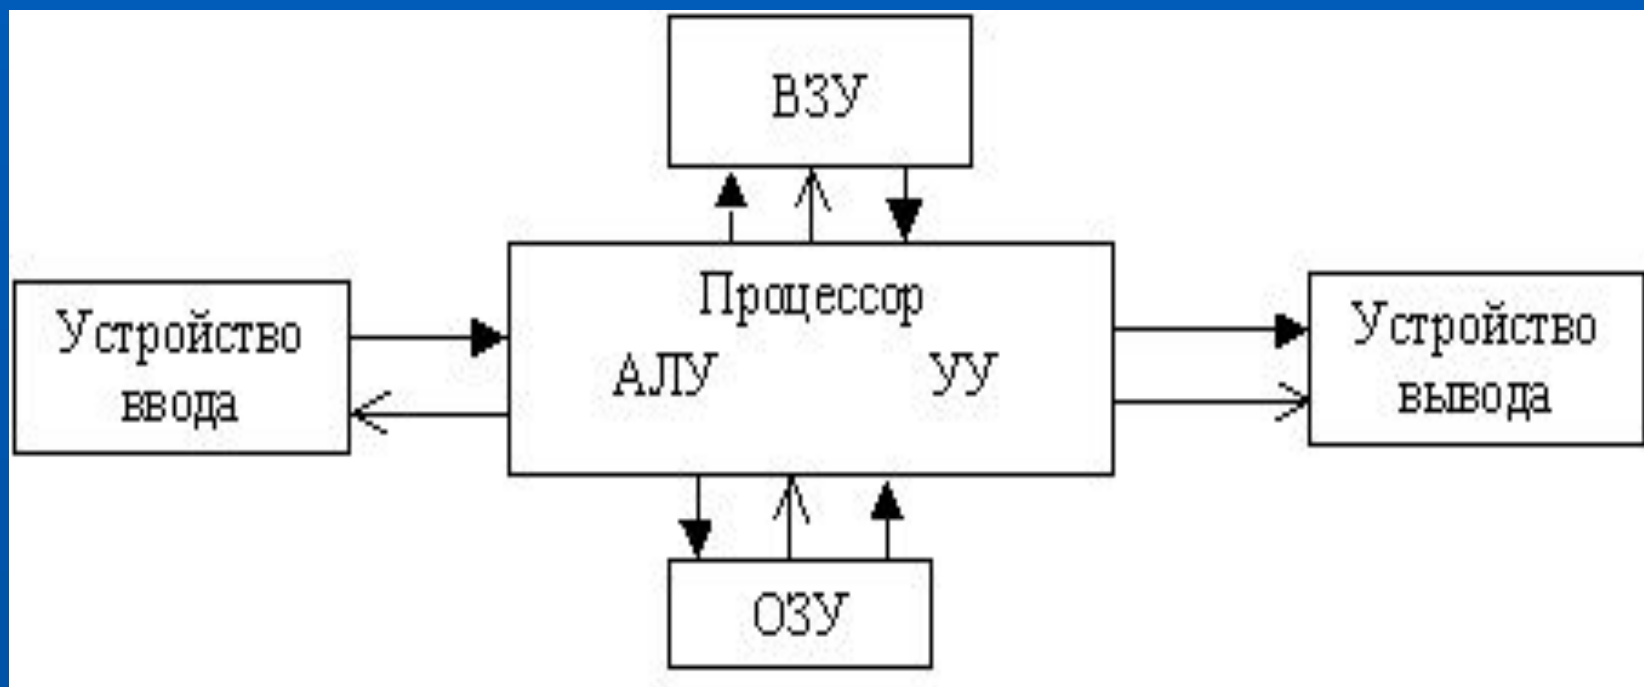 ВЗУ
Процессор
АЛУ УУ
Устройство
ввода
Устройство
вывода
ОЗУ